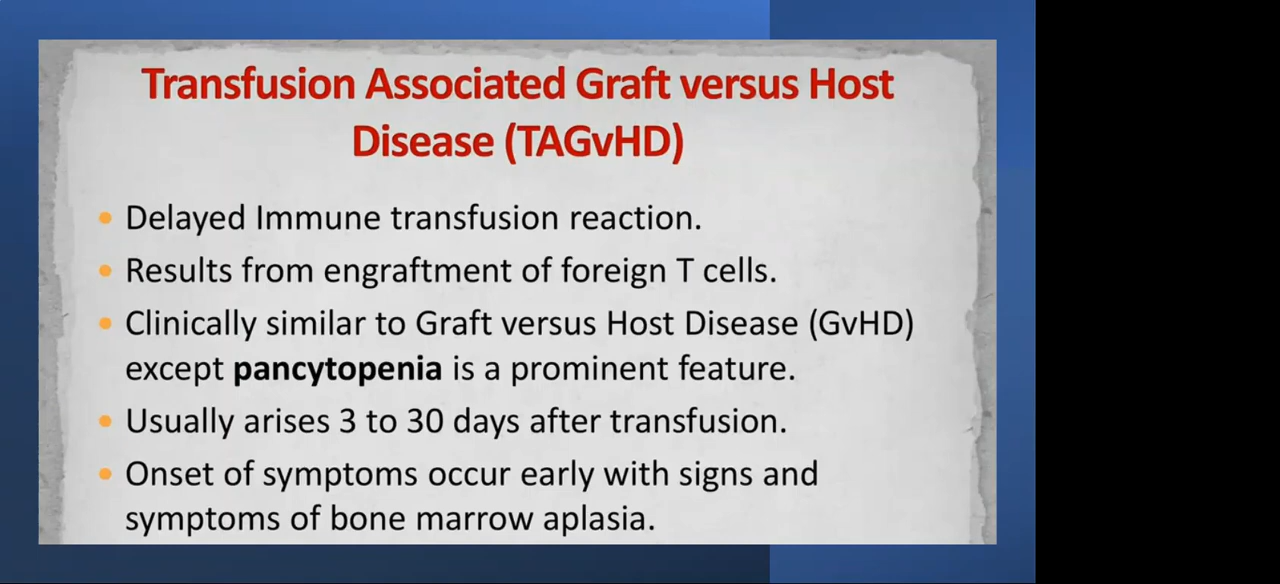 Transfusion Associated Graft versus Host
Disease (TAGvHD)
• Delayed Immune transfusion reaction.
• Results from engraftment of foreign T cells.
• Clinically similar to Graft versus Host Disease (GvHD)
except pancytopenia is a prominent feature.
• Usually arises 3 to 30 days after transfusion.
• Onset of symptoms occur early with signs and
symptoms of bone marrow aplasia.